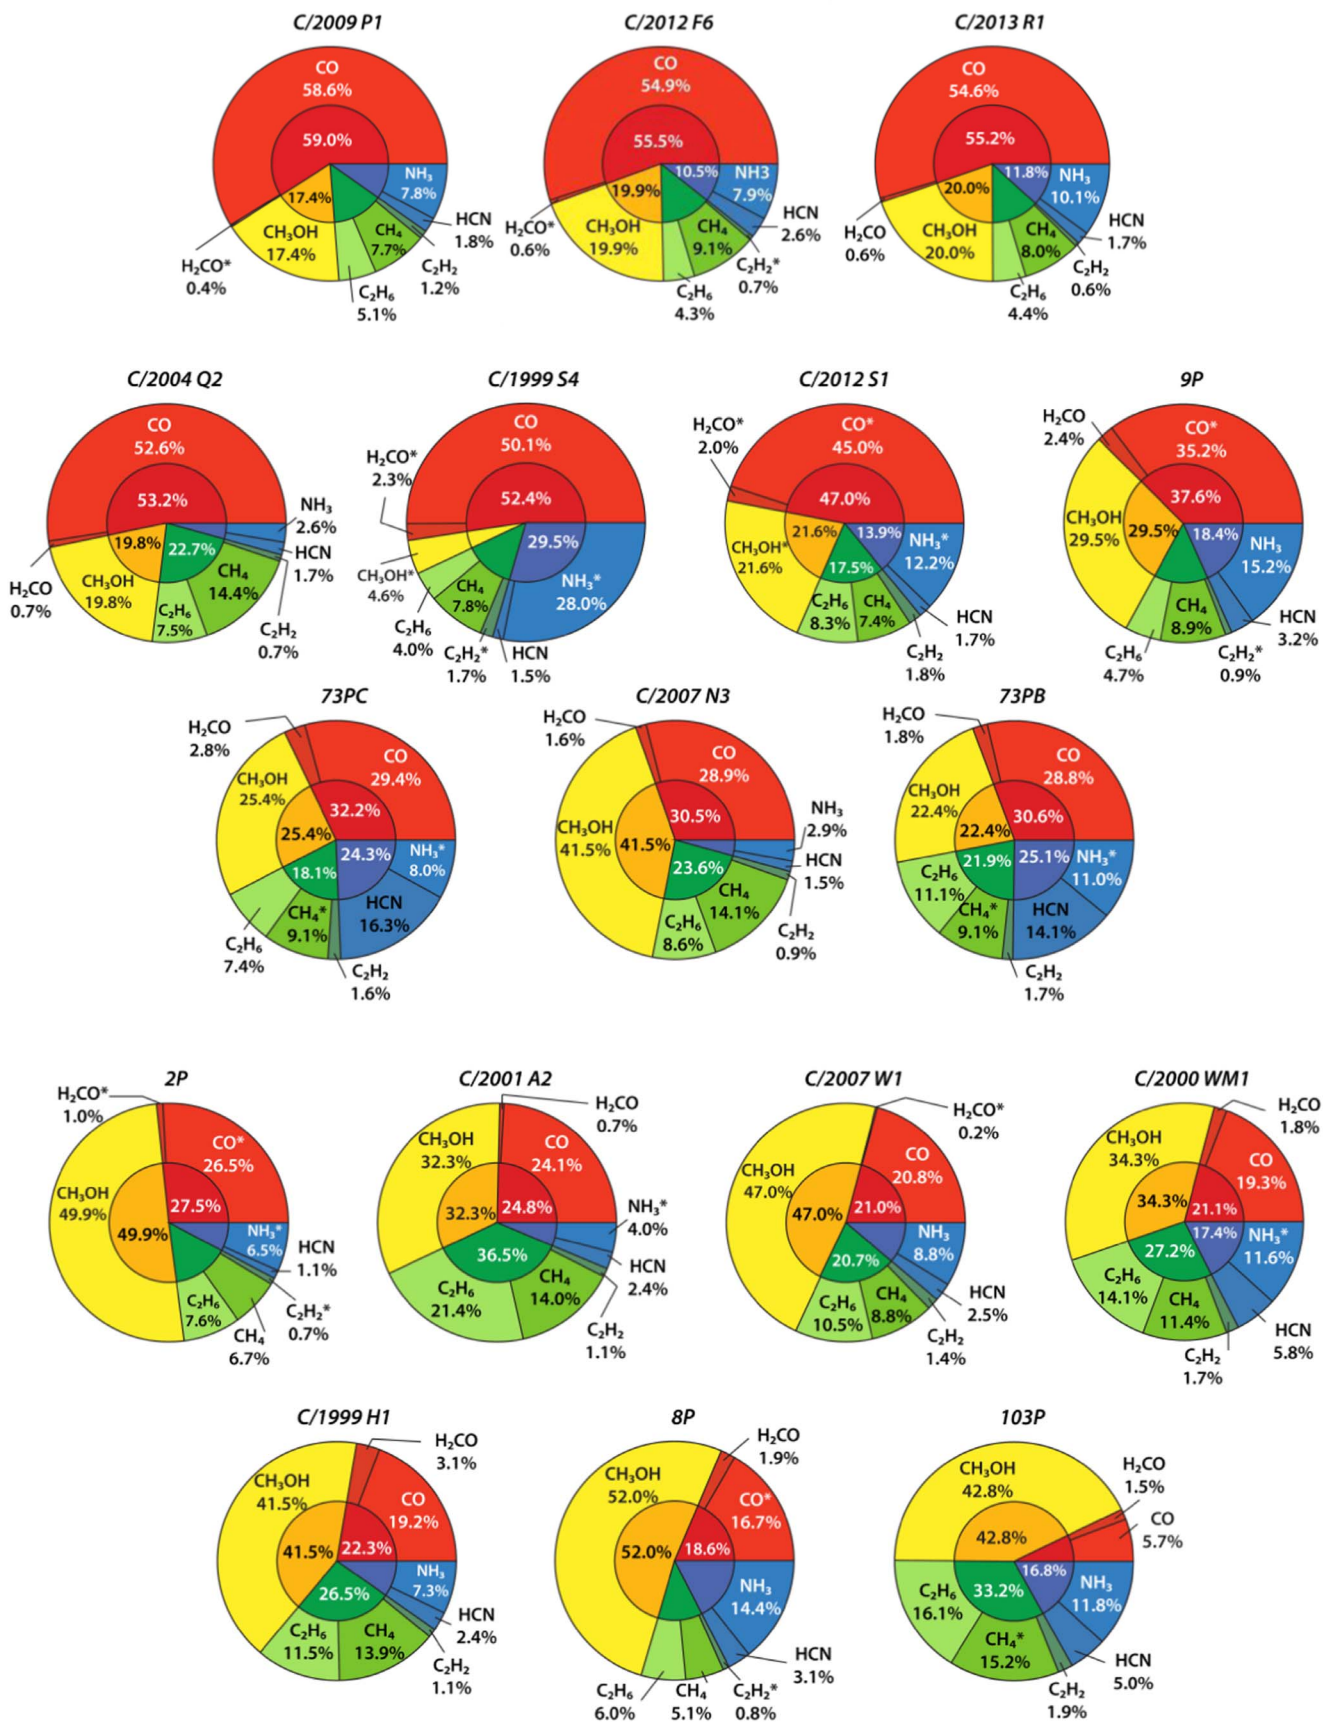 C/2009 P1
CO
58.6%
59.0%
17.4%
NH₃
7.8%
HCN
1.8%
CH₄
7.7%
C₂H₂
1.2%
C₂H₆
5.1%
CH₃OH
17.4%
H₂CO*
0.4%
C/2012 F6
CO
54.9%
55.5%
10.5%
19.9%
NH3
7.9%
HCN
2.6%
CH₄
9.1%
C₂H₂*
0.7%
C₂H₆
4.3%
CH₃OH
19.9%
H₂CO*
0.6%
C/2013 R1
CO
54.6%
55.2%
11.8%
20.0%
NH₃
10.1%
HCN
1.7%
CH₄
8.0%
C₂H₂
0.6%
C₂H₆
4.4%
CH₃OH
20.0%
H₂CO
0.6%
C/2004 Q2
CO
52.6%
53.2%
19.8%
22.7%
NH₃
2.6%
HCN
1.7%
CH₄
14.4%
C₂H₂
0.7%
C₂H₆
7.5%
CH₃OH
19.8%
H₂CO
0.7%
C/1999 S4
CO
50.1%
52.4%
29.5%
H₂CO*
2.3%
CH₃OH*
4.6%
NH₃*
28.0%
CH₄
7.8%
C₂H₆
4.0%
C₂H₂*
1.7%
HCN
1.5%
C/2012 S1
H₂CO*
2.0%
CO*
45.0%
47.0%
21.6%
13.9%
17.5%
NH₃*
12.2%
CH₃OH*
21.6%
C₂H₆
8.3%
CH₄
7.4%
HCN
1.7%
C₂H₂
1.8%
9P
H₂CO
2.4%
CO*
35.2%
37.6%
29.5%
18.4%
CH₃OH
29.5%
NH₃
15.2%
CH₄
8.9%
HCN
3.2%
C₂H₆
4.7%
C₂H₂*
0.9%
73PC
H₂CO
2.8%
CO
29.4%
CH₃OH
25.4%
32.2%
25.4%
24.3%
18.1%
NH₃*
8.0%
HCN
16.3%
CH₄*
9.1%
C₂H₆
7.4%
C₂H₂
1.6%
C/2007 N3
H₂CO
1.6%
CO
28.9%
30.5%
CH₃OH
41.5%
41.5%
23.6%
NH₃
2.9%
HCN
1.5%
CH₄
14.1%
C₂H₆
8.6%
C₂H₂
0.9%
73PB
H₂CO
1.8%
CO
28.8%
CH₃OH
22.4%
30.6%
22.4%
21.9%
25.1%
NH₃*
11.0%
C₂H₆
11.1%
CH₄*
9.1%
HCN
14.1%
C₂H₂
1.7%
2P
H₂CO*
1.0%
CO*
26.5%
27.5%
CH₃OH
49.9%
49.9%
NH₃*
6.5%
HCN
1.1%
C₂H₂*
0.7%
C₂H₆
7.6%
CH₄
6.7%
C/2001 A2
H₂CO
0.7%
CH₃OH
32.3%
CO
24.1%
32.3%
24.8%
36.5%
NH₃*
4.0%
HCN
2.4%
CH₄
14.0%
C₂H₆
21.4%
C₂H₂
1.1%
C/2007 W1
H₂CO*
0.2%
CH₃OH
47.0%
CO
20.8%
47.0%
21.0%
20.7%
NH₃
8.8%
HCN
2.5%
C₂H₆
10.5%
CH₄
8.8%
C₂H₂
1.4%
C/2000 WM1
H₂CO
1.8%
CH₃OH
34.3%
CO
19.3%
34.3%
21.1%
17.4%
27.2%
NH₃*
11.6%
C₂H₆
14.1%
CH₄
11.4%
HCN
5.8%
C₂H₂
1.7%
C/1999 H1
H₂CO
3.1%
CH₃OH
41.5%
CO
19.2%
41.5%
22.3%
26.5%
NH₃
7.3%
HCN
2.4%
C₂H₆
11.5%
CH₄
13.9%
C₂H₂
1.1%
8P
H₂CO
1.9%
CH₃OH
52.0%
CO*
16.7%
52.0%
18.6%
NH₃
14.4%
HCN
3.1%
C₂H₆
6.0%
CH₄
5.1%
C₂H₂*
0.8%
103P
CH₃OH
42.8%
H₂CO
1.5%
CO
5.7%
42.8%
16.8%
33.2%
NH₃
11.8%
C₂H₆
16.1%
CH₄*
15.2%
HCN
5.0%
C₂H₂
1.9%